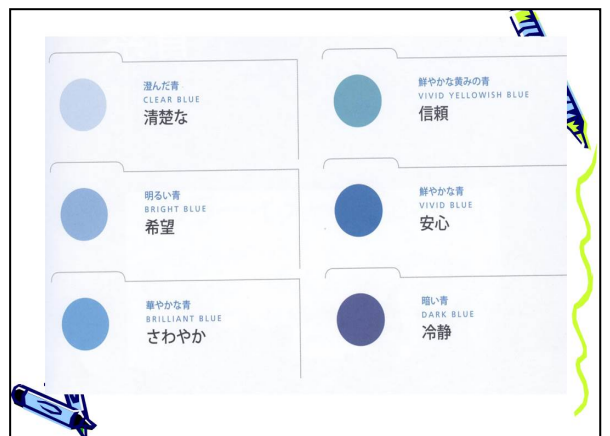 澄んだ青
CLEAR BLUE
清楚な
明るい青
BRIGHT BLUE
希望
華やかな青
BRILLIANT BLUE
さわやか
鮮やかな黄みの青
VIVID YELLOWISH BLUE
信頼
鮮やかな青
VIVID BLUE
安心
暗い青
DARK BLUE
冷静